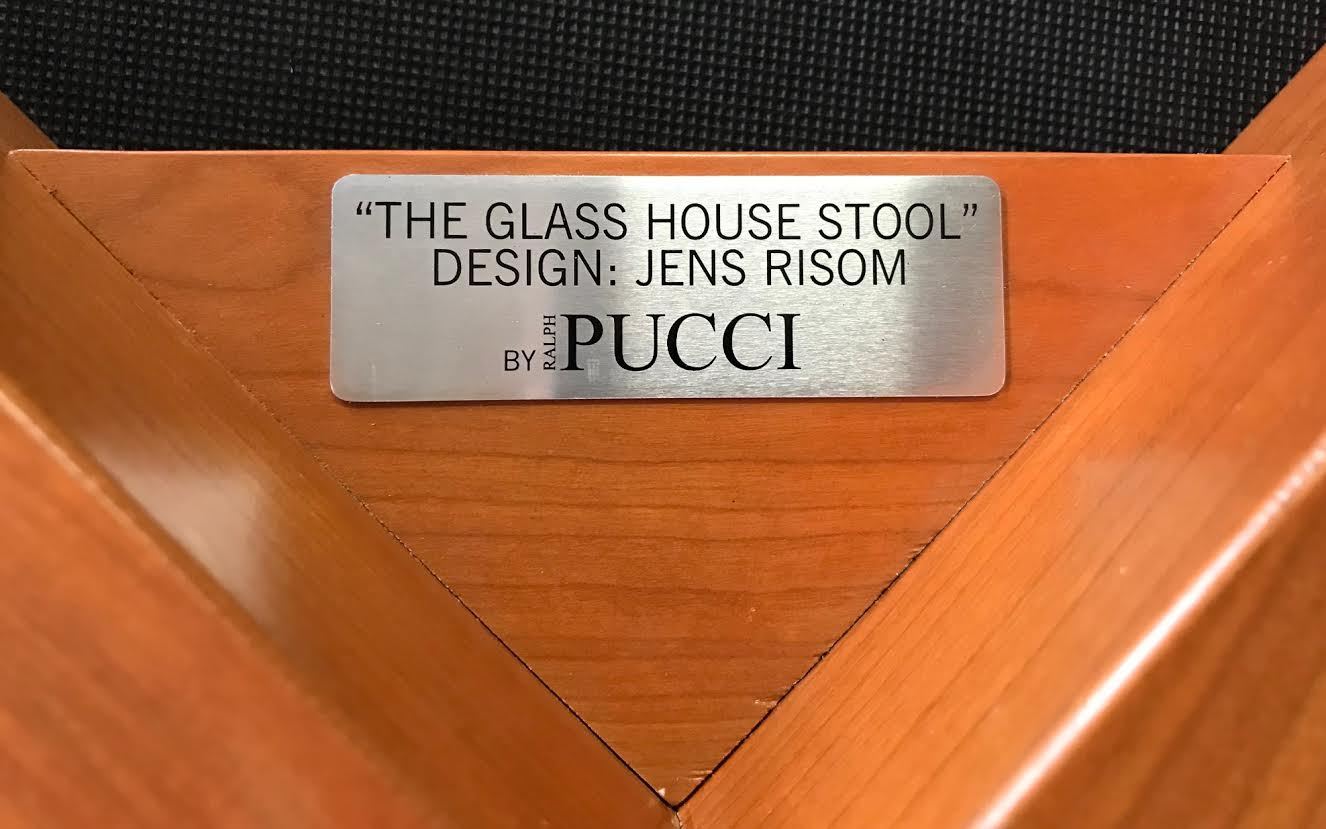 “THE GLASS HOUSE STOOL”
DESIGN: JENS RISOM
BY RALPH PUCCI